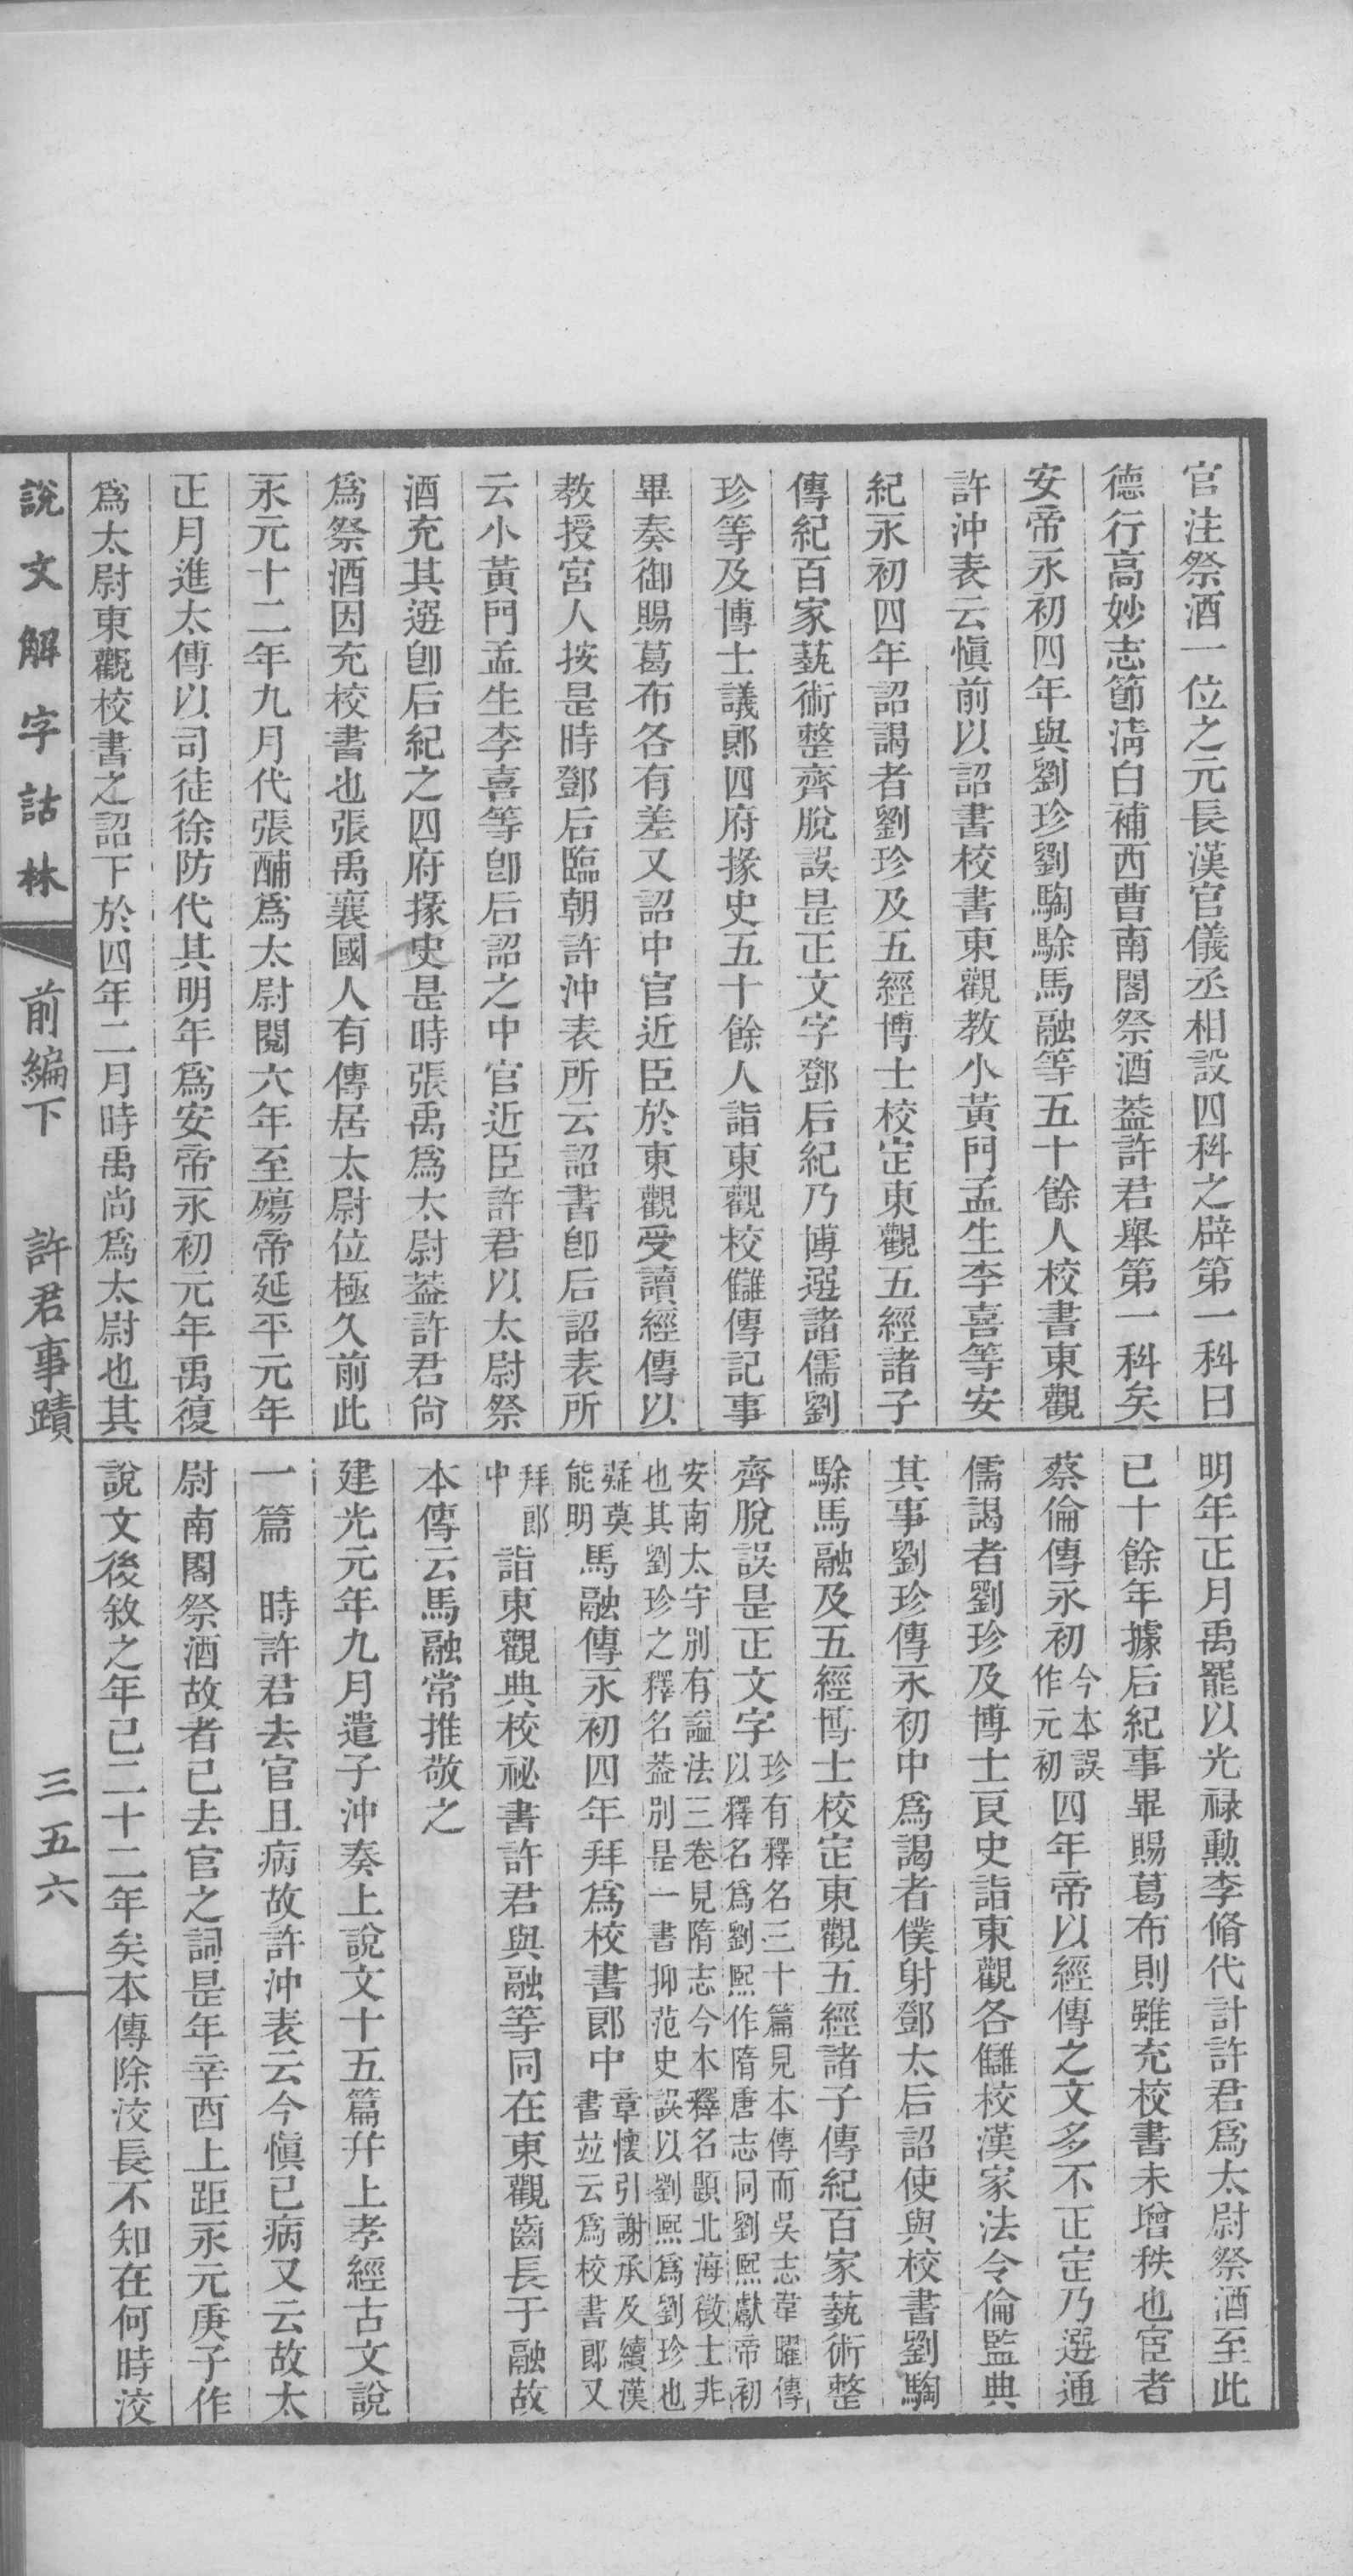 官注祭酒一位之元長漢官儀丞相設四科之辟第一科曰
德行高妙志節淸白補西曹南閣祭酒葢許君舉第一科矣
安帝永初四年與劉珍劉騊駼馬融等五十餘人校書東觀
許沖表云愼前以詔書校書東觀教小黃門孟生李喜等安
紀永初四年詔謁者劉珍及五經博士校定東觀五經諸子
傳紀百家蓺術整齊脫誤是正文字鄧后紀乃博選諸儒劉
珍等及博士議郞四府掾史五十餘人詣東觀校讎傳記事
畢奏御賜葛布各有差又詔中官近臣於東觀受讀經傳以
教授宮人按是時鄧后臨朝許沖表所云詔書卽后詔表所
云小黃門孟生李喜等卽后詔之中官近臣許君以太尉祭
酒充其選卽后紀之四府掾史是時張禹爲太尉葢許君尙
爲祭酒因充校書也張禹襄國人有傳居太尉位極久前此
永元十二年九月代張酺爲太尉閱六年至殤帝延平元年
正月進太傅以司徒徐防代其明年爲安帝永初元年禹復
爲太尉東觀校書之詔下於四年二月時禹尙爲太尉也其
明年正月禹罷以光祿勳李脩代計許君爲太尉祭酒至此
已十餘年據后紀事畢賜葛布則雖充校書未增秩也宦者
蔡倫傳永初今本誤作元初四年帝以經傳之文多不正定乃選通
儒謁者劉珍及博士良史詣東觀各讎校漢家法令倫監典
其事劉珍傳永初中爲謁者僕射鄧太后詔使與校書劉騊
駼馬融及五經博士校定東觀五經諸子傳紀百家蓺術整
齊脫誤是正文字珍有釋名三十篇見本傳而吳志韋曜傳以釋名爲劉熙作隋唐志同劉熙獻帝初
安南太守別有謚法三卷見隋志今本釋名題北海徵士非也其劉珍之釋名葢別是一書抑范史誤以劉熙爲劉珍也
疑莫能明馬融傳永初四年拜爲校書郞中章懷引謝承及續漢書竝云爲校書郞又
拜郞中詣東觀典校祕書許君與融等同在東觀齒長于融故
本傳云馬融常推敬之
建光元年九月遣子沖奏上說文十五篇幷上孝經古文說
一篇　時許君去官且病故許沖表云今愼已病又云故太
尉南閣祭酒故者已去官之詞是年辛酉上距永元庚子作
說文後敘之年已二十二年矣本傳除洨長不知在何時洨
說文解字詁林　前編下　許君事蹟　三五六